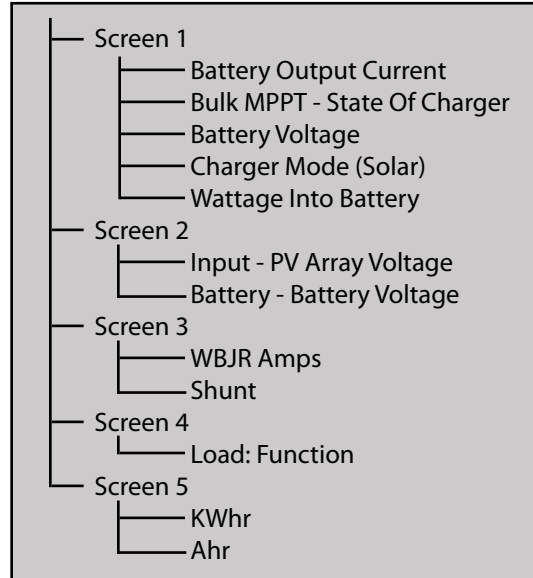 Screen 1
Battery Output Current
Bulk MPPT - State Of Charger
Battery Voltage
Charger Mode (Solar)
Wattage Into Battery
Screen 2
Input - PV Array Voltage
Battery - Battery Voltage
Screen 3
WBJR Amps
Shunt
Screen 4
Load: Function
Screen 5
KWhr
Ahr